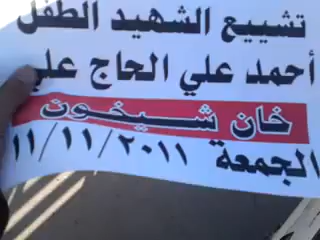 تشييع الشهيد الطفل
أحمد علي الحاج علي
خان شيخون
الجمعة ١١/١١/٢٠١١